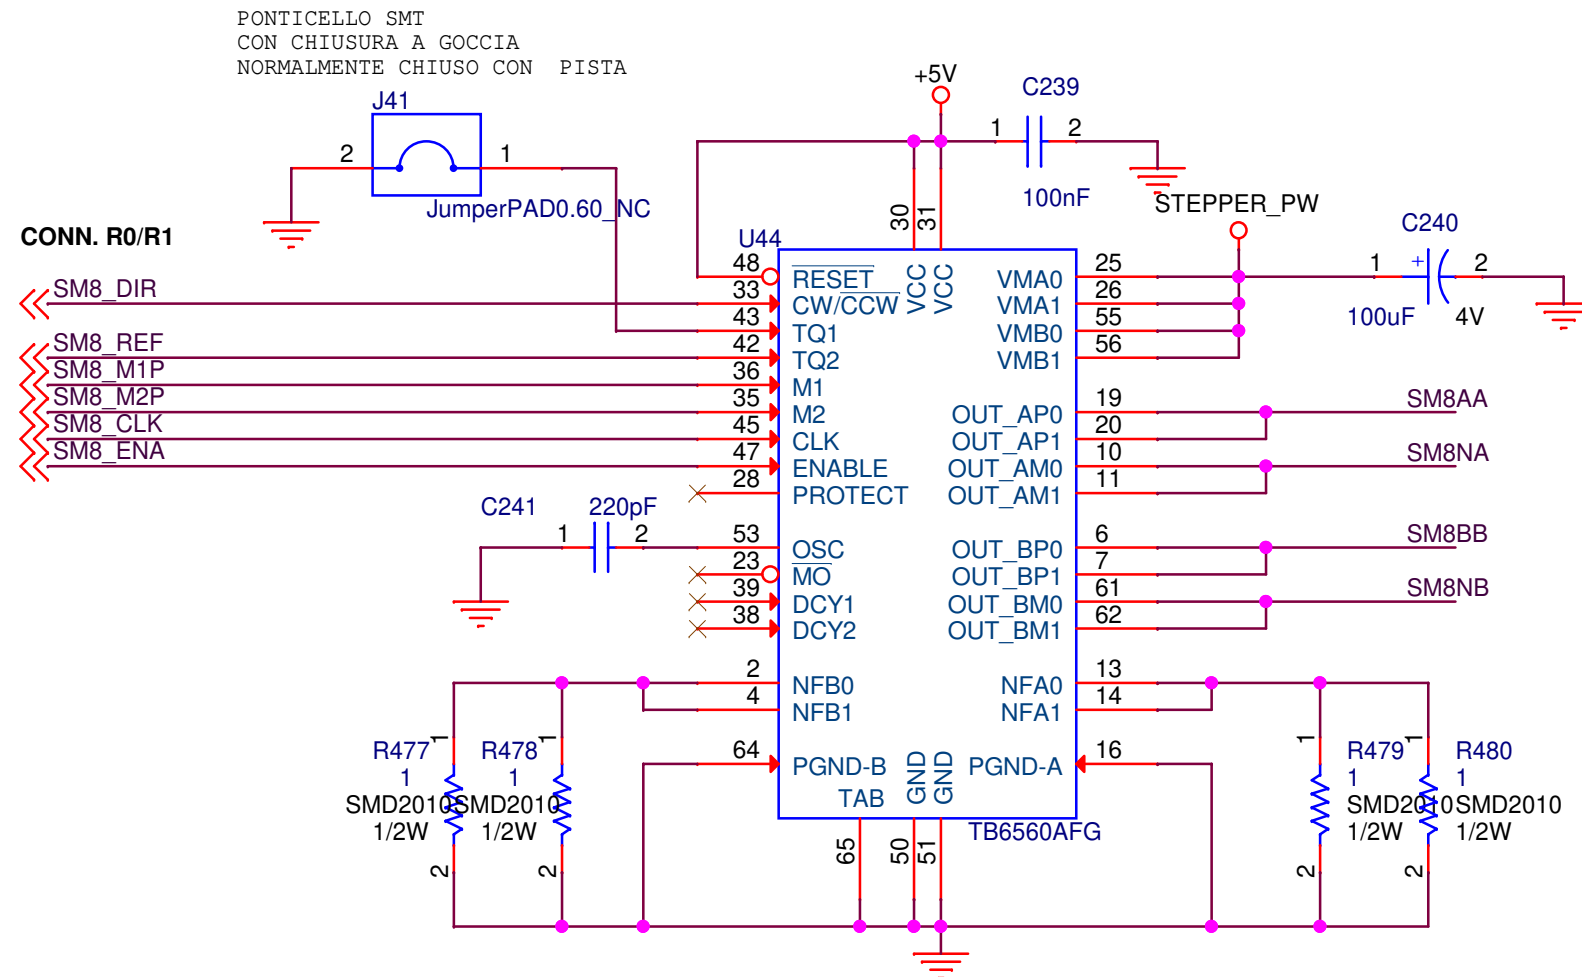 PONTICELLO SMT
CON CHIUSURA A GOCCIA
NORMALMENTE CHIUSO CON PISTA
J41
2
1
JumperPAD0.60_NC
+5V
C239
1
2
100nF
STEPPER_PW
C240
1
+
2
100uF
4V
CONN. R0/R1
SM8_DIR
SM8_REF
SM8_M1P
SM8_M2P
SM8_CLK
SM8_ENA
U44
30
31
VCC
VCC
48
RESET
33
CW/CCW
43
TQ1
42
TQ2
36
M1
35
M2
45
CLK
47
ENABLE
28
PROTECT
C241
220pF
1
2
53
OSC
23
MO
39
DCY1
38
DCY2
2
NFB0
4
NFB1
64
PGND-B
TAB
GND
GND
65
50
51
VMA0
25
VMA1
26
VMB0
55
VMB1
56
OUT_AP0
19
SM8AA
OUT_AP1
20
OUT_AM0
10
SM8NA
OUT_AM1
11
OUT_BP0
6
SM8BB
OUT_BP1
7
OUT_BM0
61
SM8NB
OUT_BM1
62
NFA0
13
NFA1
14
PGND-A
16
TB6560AFG
R477
1
1
SMD2010
1/2W
2
R478
1
1
SMD2010
1/2W
2
R479
1
1
SMD2010
1/2W
2
R480
1
1
SMD2010
1/2W
2